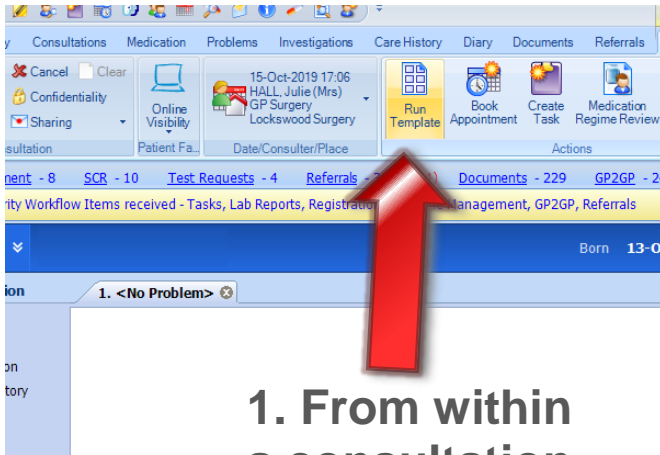 Consultations Medication Problems Investigations Care History Diary Documents Referrals
Cancel Clear
Confidentiality
Sharing
Online
Visibility
15-Oct-2019 17:06
HALL, Julie (Mrs)
GP Surgery
Lockswood Surgery
Run
Template
Book
Appointment
Create
Task
Medication
Regime Review
Patient Fa...
Date/Consulter/Place
Actions
- 8 SCR - 10 Test Requests - 4 Referrals - Documents - 229 GP2GP - 2
Workflow Items received - Tasks, Lab Reports, Management, GP2GP, Referrals
Born 13-O
1. <No Problem>
1. From within
a consultation